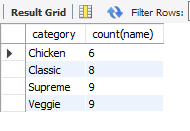 Result Grid Filter Rows:
category count(name)
Chicken 6
Classic 8
Supreme 9
Veggie 9